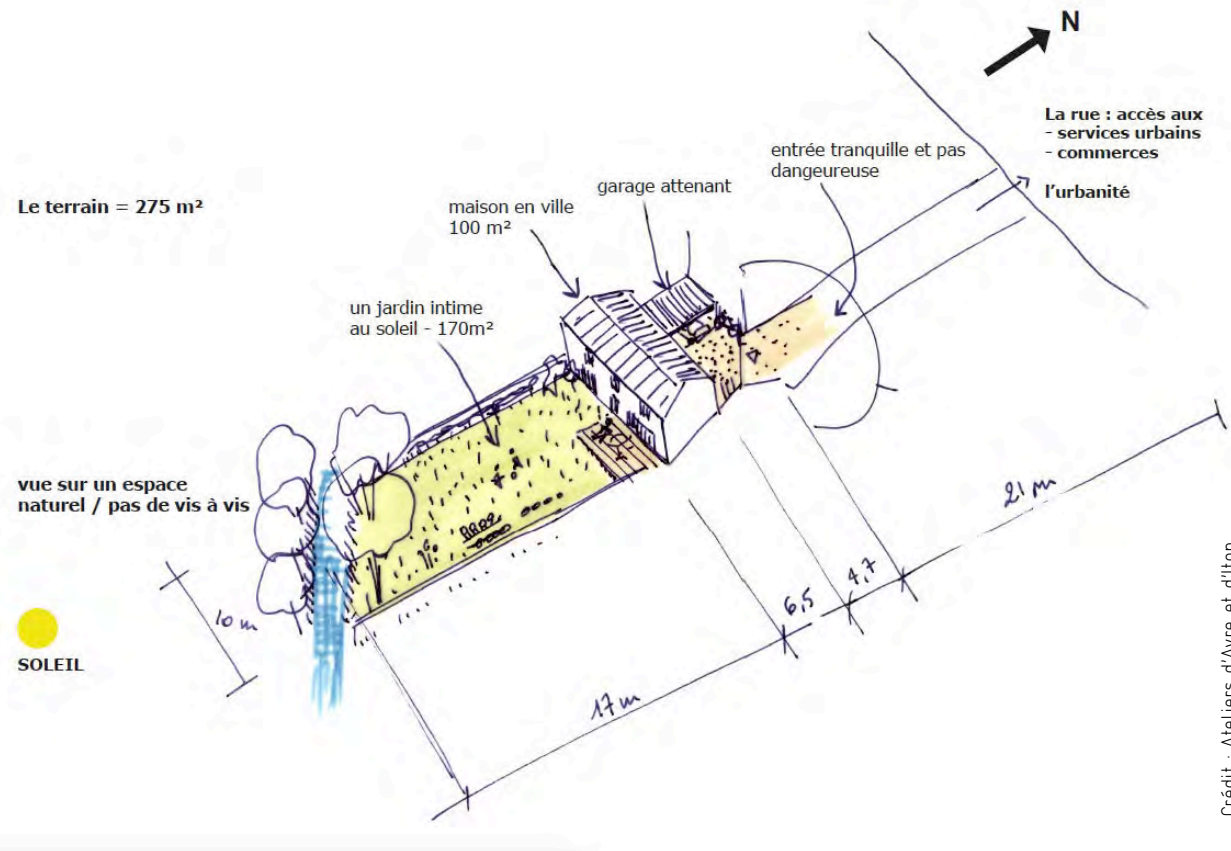 N
La rue : accès aux
- services urbains
- commerces
l'urbanité
entrée tranquille et pas
dangeureuse
garage attenant
maison en ville
100 m²
Le terrain = 275 m²
un jardin intime
au soleil - 170m²
vue sur un espace
naturel / pas de vis à vis
SOLEIL
10 m
17 m
6,5
4,7
21 m
Crédit : Ateliers d'Avre et d'Iton